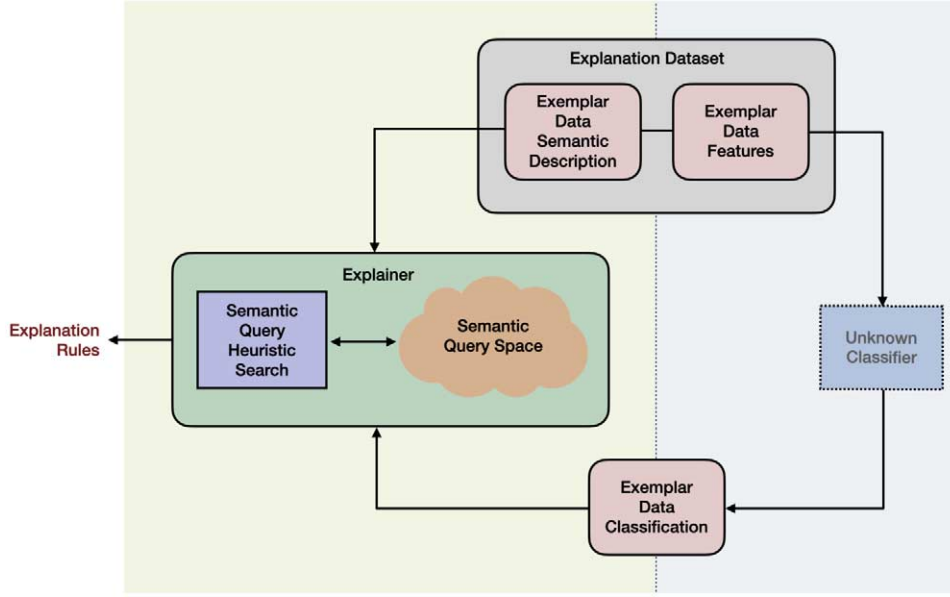 Explanation Dataset
Exemplar
Data
Semantic
Description
Exemplar
Data
Features
Explainer
Semantic
Query
Heuristic
Search
Semantic
Query Space
Explanation
Rules
Unknown
Classifier
Exemplar
Data
Classification